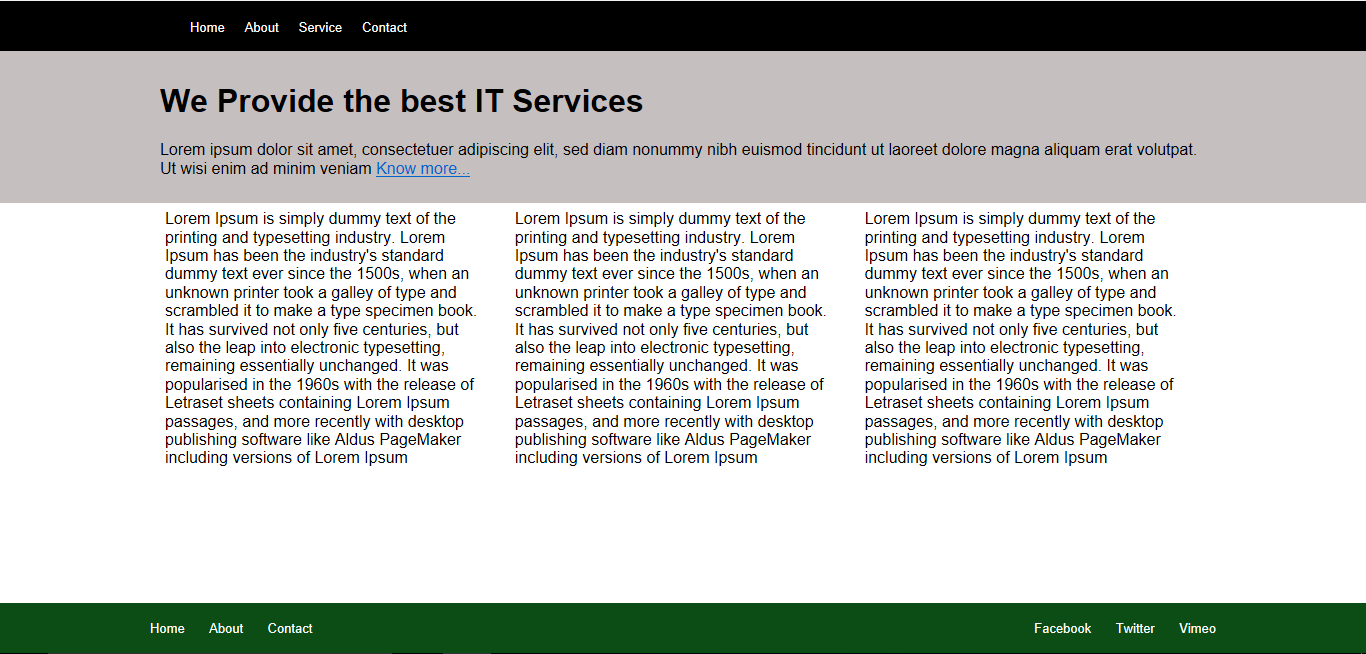 Home About Service Contact
We Provide the best IT Services
Lorem ipsum dolor sit amet, consectetuer adipiscing elit, sed diam nonummy nibh euismod tincidunt ut laoreet dolore magna aliquam erat volutpat.
Ut wisi enim ad minim veniam Know more...
Lorem Ipsum is simply dummy text of the
printing and typesetting industry. Lorem
Ipsum has been the industry's standard
dummy text ever since the 1500s, when an
unknown printer took a galley of type and
scrambled it to make a type specimen book.
It has survived not only five centuries, but
also the leap into electronic typesetting,
remaining essentially unchanged. It was
popularised in the 1960s with the release of
Letraset sheets containing Lorem Ipsum
passages, and more recently with desktop
publishing software like Aldus PageMaker
including versions of Lorem Ipsum
Lorem Ipsum is simply dummy text of the
printing and typesetting industry. Lorem
Ipsum has been the industry's standard
dummy text ever since the 1500s, when an
unknown printer took a galley of type and
scrambled it to make a type specimen book.
It has survived not only five centuries, but
also the leap into electronic typesetting,
remaining essentially unchanged. It was
popularised in the 1960s with the release of
Letraset sheets containing Lorem Ipsum
passages, and more recently with desktop
publishing software like Aldus PageMaker
including versions of Lorem Ipsum
Lorem Ipsum is simply dummy text of the
printing and typesetting industry. Lorem
Ipsum has been the industry's standard
dummy text ever since the 1500s, when an
unknown printer took a galley of type and
scrambled it to make a type specimen book.
It has survived not only five centuries, but
also the leap into electronic typesetting,
remaining essentially unchanged. It was
popularised in the 1960s with the release of
Letraset sheets containing Lorem Ipsum
passages, and more recently with desktop
publishing software like Aldus PageMaker
including versions of Lorem Ipsum
Home About Contact
Facebook Twitter Vimeo